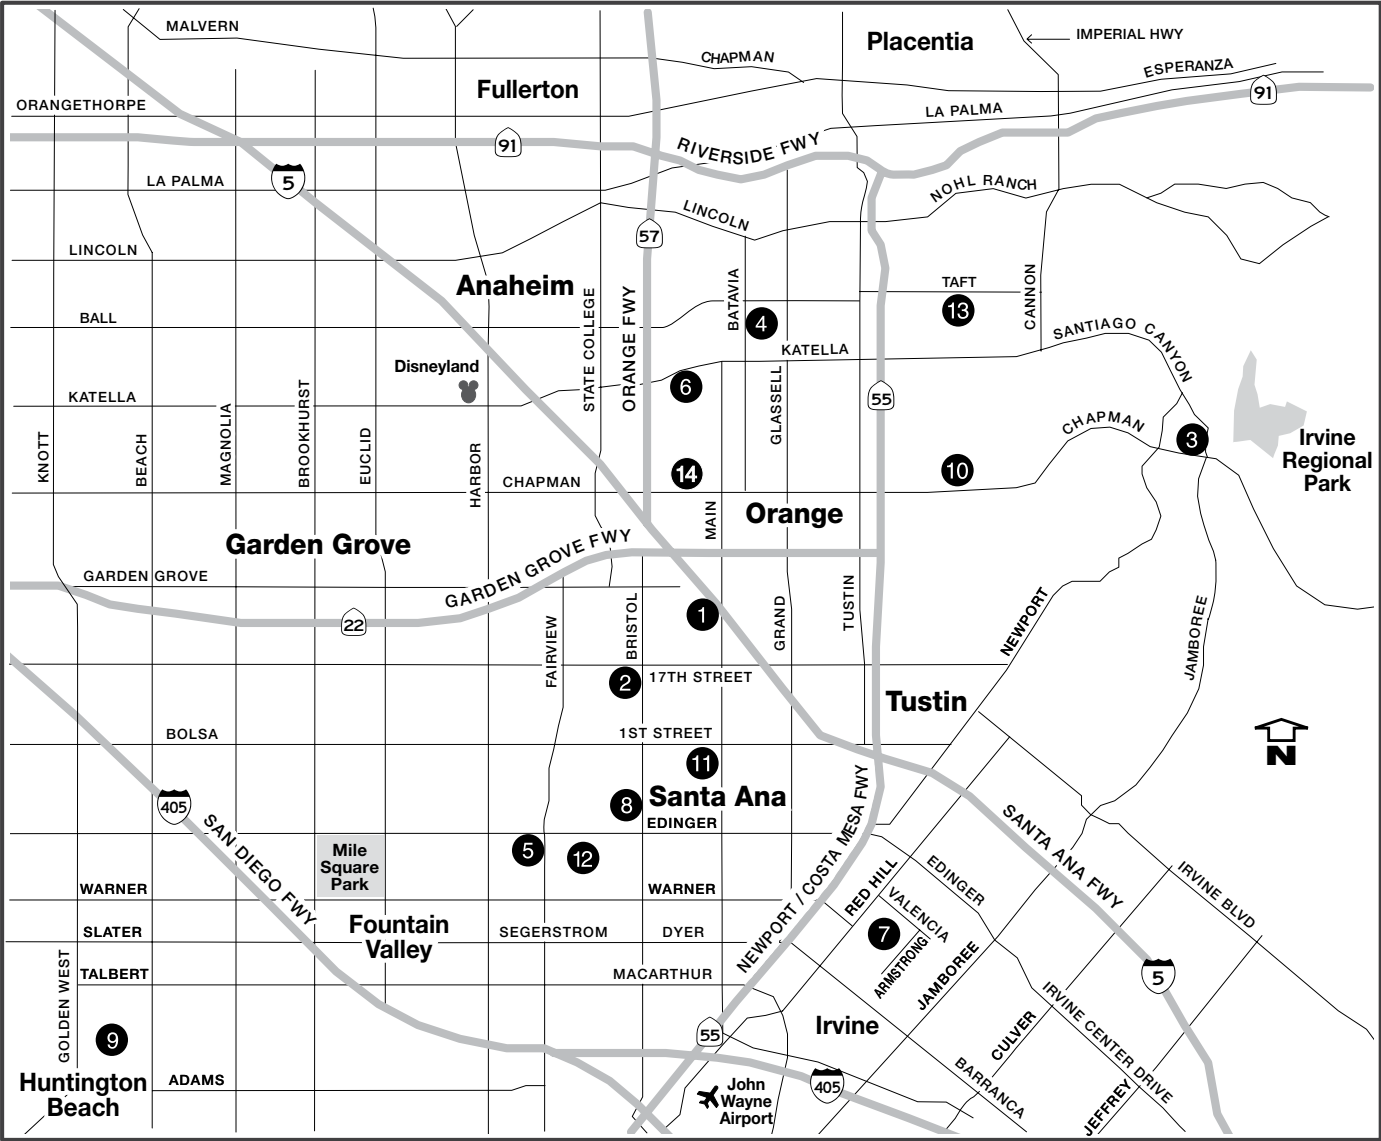 MALVERN
CHAPMAN
Placentia
IMPERIAL HWY
ESPERANZA
Fullerton
91
ORANGETHORPE
LA PALMA
91
RIVERSIDE FWY
5
LA PALMA
NOHL RANCH
LINCOLN
57
LINCOLN
Anaheim
BATAVIA
TAFT
CANNON
13
BALL
STATE COLLEGE
ORANGE FWY
4
SANTIAGO CANYON
KATELLA
Disneyland
6
GLASSELL
55
KATELLA
KNOTT
BEACH
MAGNOLIA
BROOKHURST
EUCLID
HARBOR
CHAPMAN
3
Irvine
Regional
Park
14
10
CHAPMAN
MAIN
Orange
Garden Grove
GARDEN GROVE FWY
GARDEN GROVE
22
FAIRVIEW
BRISTOL
1
GRAND
TUSTIN
NEWPORT
JAMBOREE
2
17TH STREET
Tustin
BOLSA
1ST STREET
N
11
405
8
Santa Ana
EDINGER
SAN DIEGO FWY
NEWPORT / COSTA MESA FWY
SANTA ANA FWY
Mile
Square
Park
5
12
RED HILL
EDINGER
IRVINE BLVD
WARNER
WARNER
VALENCIA
Fountain
Valley
SLATER
SEGERSTROM
DYER
7
ARMSTRONG
JAMBOREE
TALBERT
MACARTHUR
5
GOLDEN WEST
9
55
Irvine
CULVER
IRVINE CENTER DRIVE
Huntington
Beach
ADAMS
John
Wayne
Airport
405
BARRANCA
JEFFREY